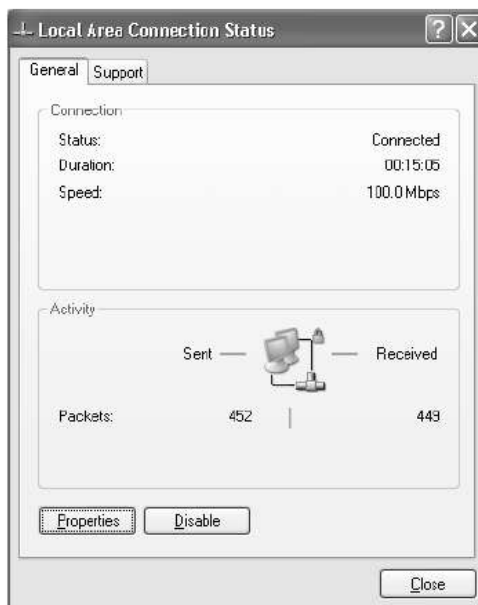 Local Area Connection Status
General Support
Connection
Status: Connected
Duration: 00:15:05
Speed: 100.0 Mbps
Activity
Sent Received
Packets: 452 449
Properties Disable
Close